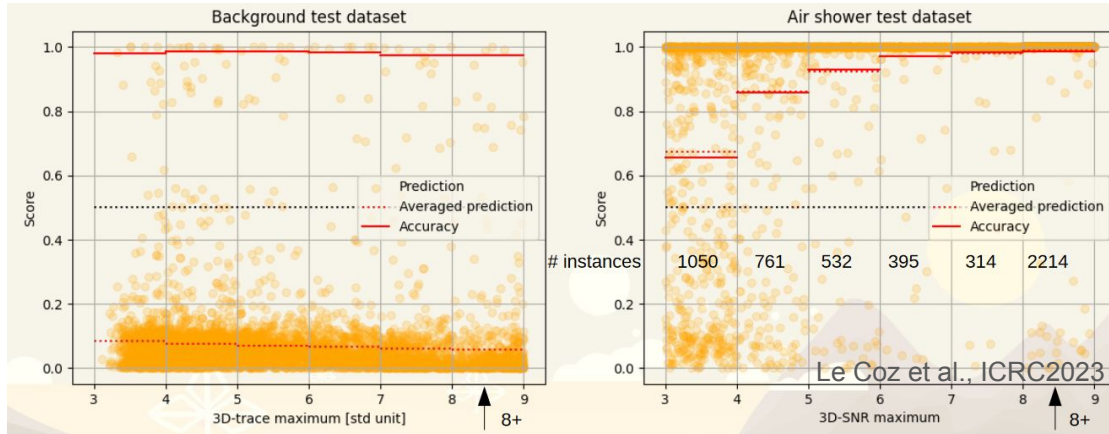 Background test dataset
Score
1.0
0.8
0.6
0.4
0.2
0.0
Prediction
Averaged prediction
Accuracy
3 4 5 6 7 8 9
3D-trace maximum [std unit]
8+
Air shower test dataset
Score
1.0
0.8
0.6
0.4
0.2
0.0
Prediction
Averaged prediction
Accuracy
# instances 1050 761 532 395 314 2214
Le Coz et al., ICRC2023
3 4 5 6 7 8 9
3D-SNR maximum
8+